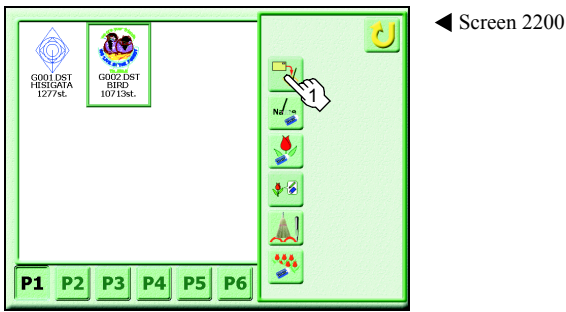 ◀ Screen 2200
G001.DST
HISIGATA
1277st.
G002.DST
BIRD
10713st.
1
P1 P2 P3 P4 P5 P6